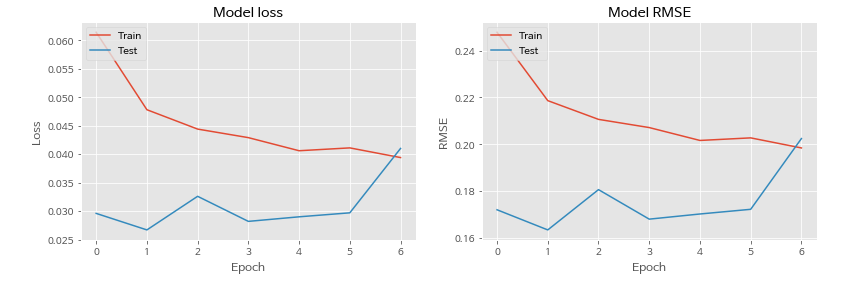 Model loss
Train
Test
0.060
0.055
0.050
0.045
0.040
0.035
0.030
0.025
Loss
0 1 2 3 4 5 6
Epoch
Model RMSE
Train
Test
0.24
0.22
0.20
0.18
0.16
RMSE
0 1 2 3 4 5 6
Epoch